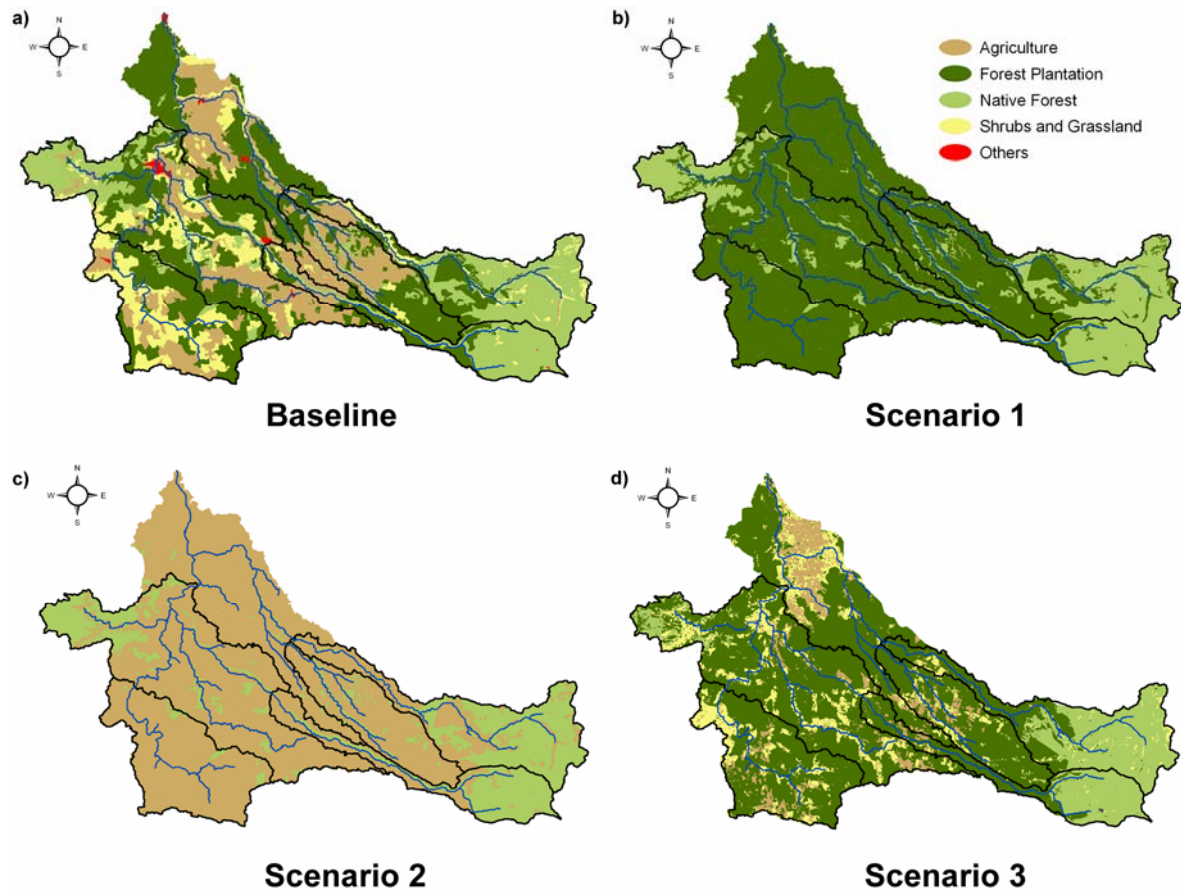 a)
N
W
E
S
b)
N
W
E
S
Agriculture
Forest Plantation
Native Forest
Shrubs and Grassland
Others
Baseline
Scenario 1
c)
N
W
E
S
d)
N
W
E
S
Scenario 2
Scenario 3